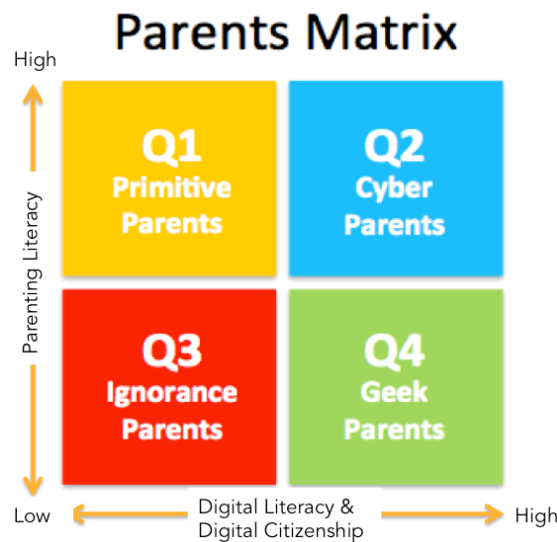 Parents Matrix
High
Q1
Primitive
Parents
Q2
Cyber
Parents
Parenting Literacy
Q3
Ignorance
Parents
Q4
Geek
Parents
Low
Digital Literacy &
Digital Citizenship
High